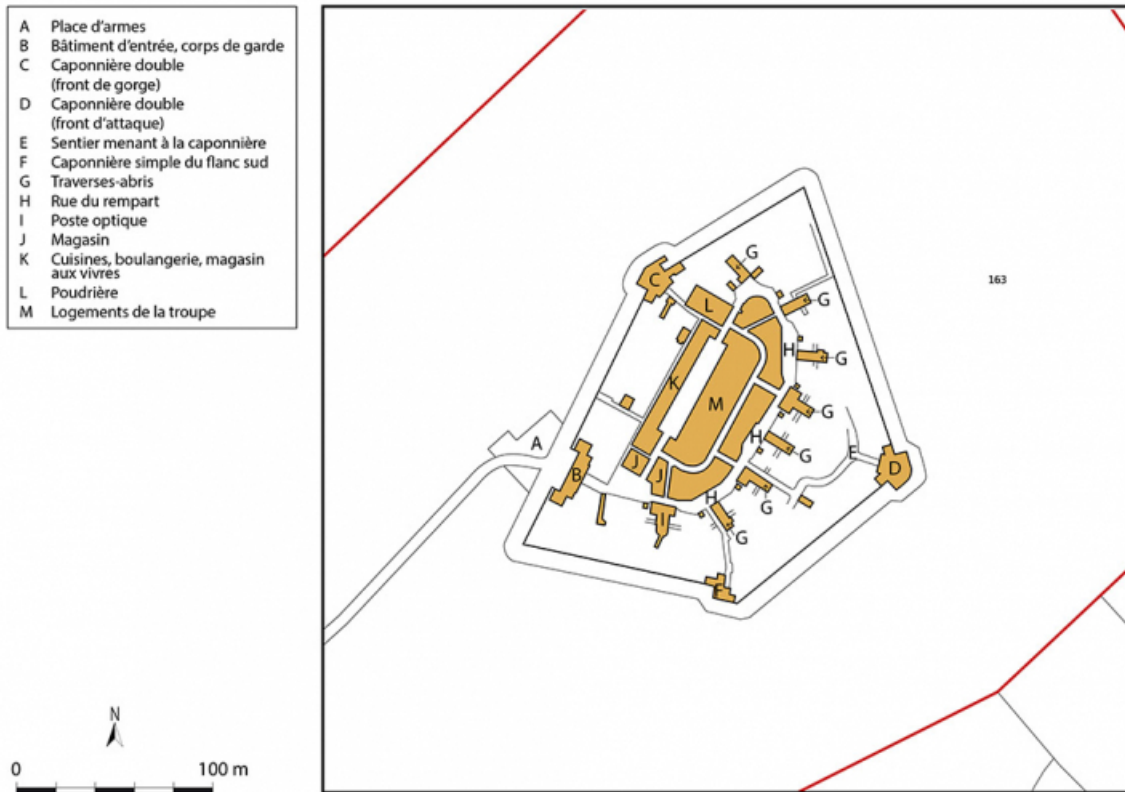 A Place d'armes
B Bâtiment d'entrée, corps de garde
C Caponnière double
(front de gorge)
D Caponnière double
(front d'attaque)
E Sentier menant à la caponnière
F Caponnière simple du flanc sud
G Traverses-abris
H Rue du rempart
I Poste optique
J Magasin
K Cuisines, boulangerie, magasin
aux vivres
L Poudrière
M Logements de la troupe
G
C
163
G
L
H
G
K
M
G
A
H
G
E
D
B
J
J
G
H
I
G
F
N
0 100 m